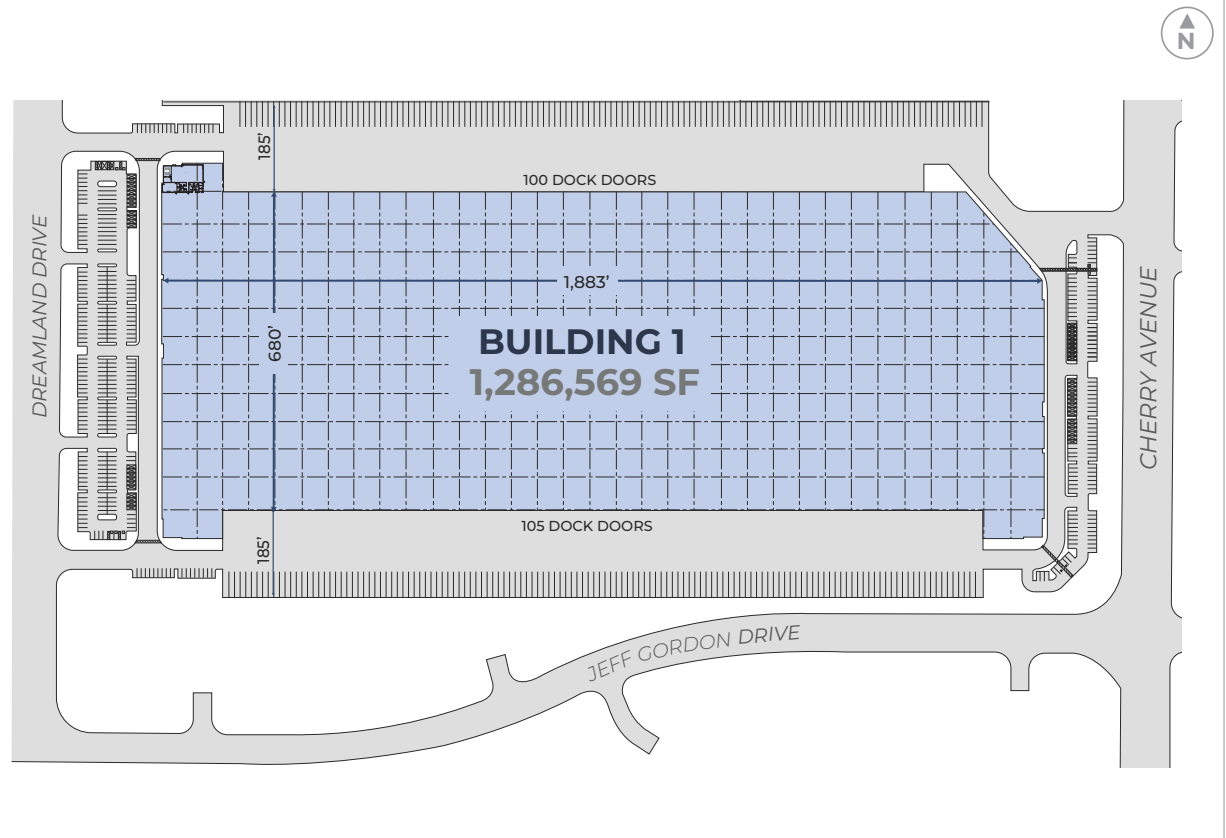 N
185’
100 DOCK DOORS
DREAMLAND DRIVE
1,883’
680’
BUILDING 1
1,286,569 SF
CHERRY AVENUE
105 DOCK DOORS
185’
JEFF GORDON DRIVE